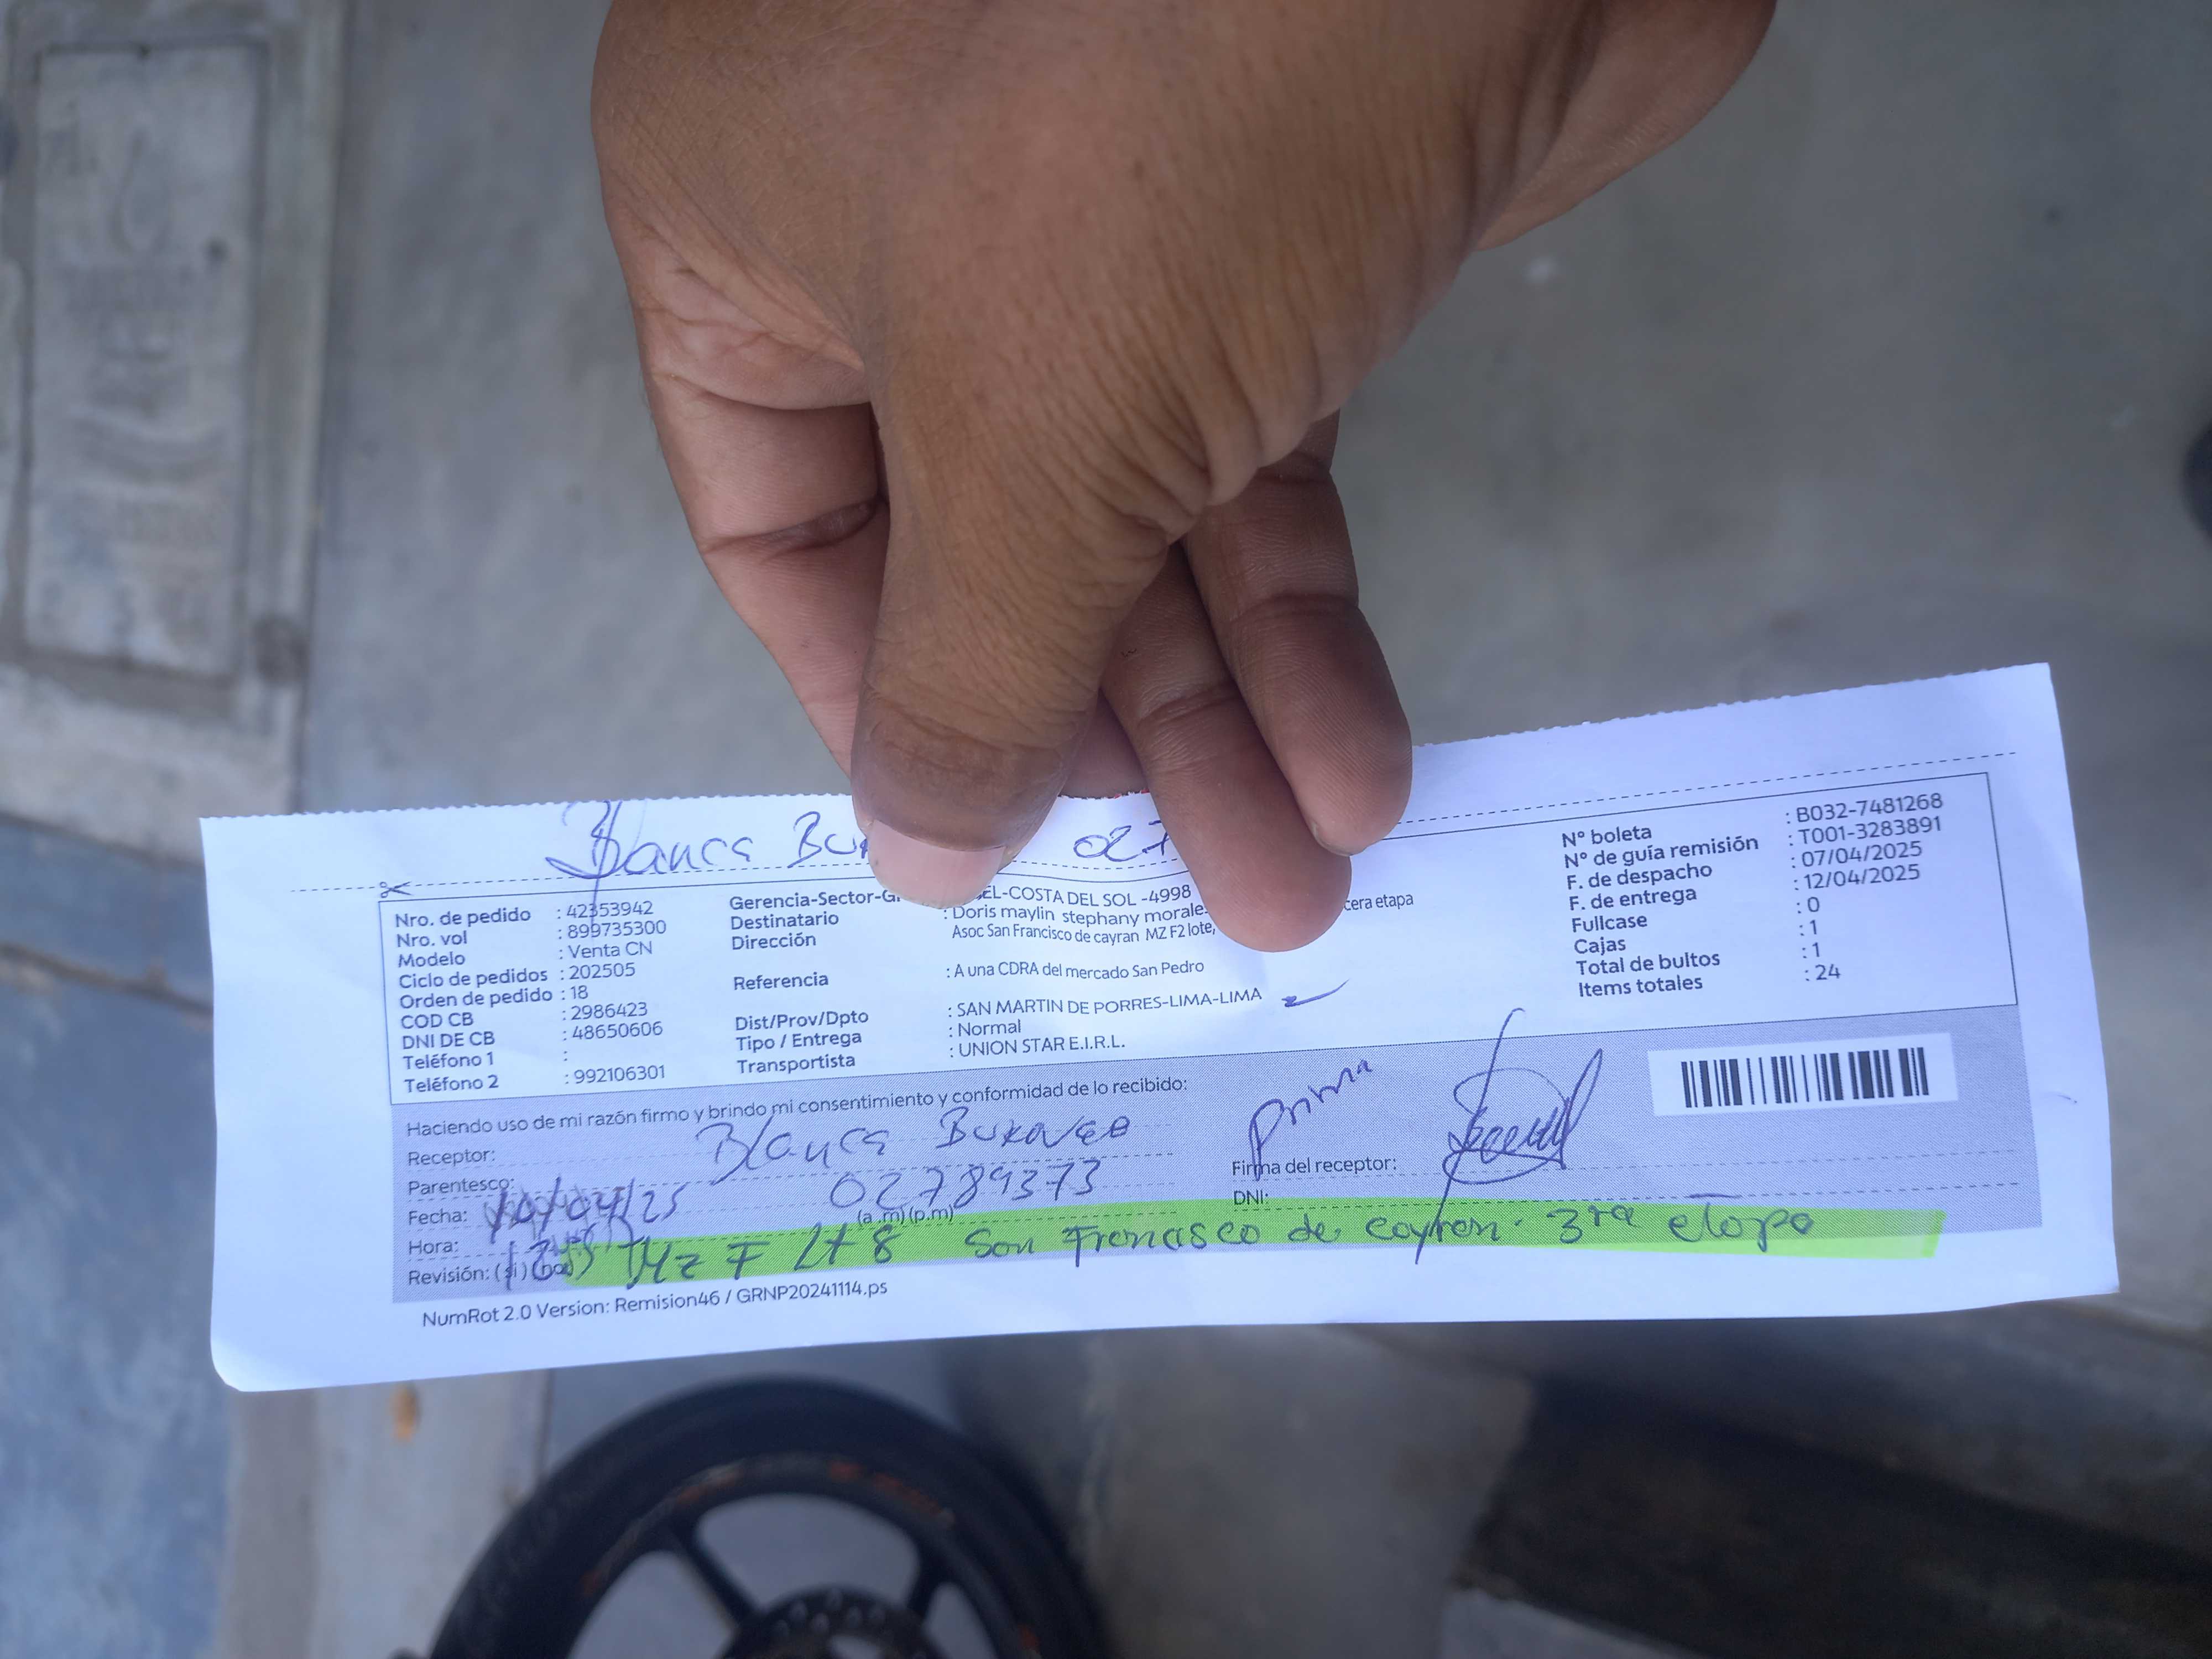 Blanca 027
Nro. de pedido : 42353942
Nro. vol : 899735300
Modelo : Venta CN
Ciclo de pedidos : 202505
Orden de pedido : 18
COD CB : 2986423
DNI DE CB : 48650606
Teléfono 1 :
Teléfono 2 : 992106301
Gerencia-Sector-G EL-COSTA DEL SOL -4998
Destinatario : Doris maylin stephany morale
Dirección Asoc San Francisco de cayran MZ F2 lote, cera etapa
Referencia : A una CDRA del mercado San Pedro
Dist/Prov/Dpto : SAN MARTIN DE PORRES-LIMA-LIMA
Tipo / Entrega : Normal
Transportista : UNION STAR E.I.R.L.
N° boleta : B032-7481268
N° de guía remisión : T001-3283891
F. de despacho : 07/04/2025
F. de entrega : 12/04/2025
Fullcase : 0
Cajas : 1
Total de bultos : 1
Items totales : 24
Haciendo uso de mi razón firmo y brindo mi consentimiento y conformidad de lo recibido:
Receptor: Blanca
Parentesco: 02789373
Fecha: 10/04/25
Hora: (a .m) (p.m)
Revisión: (si) (no)
prima
Firma del receptor:
DNI:
Mz F Lt 8 San Francisco de cayran. 3ra etapa
NumRot 2.0 Version: Remision46 / GRNP20241114.ps